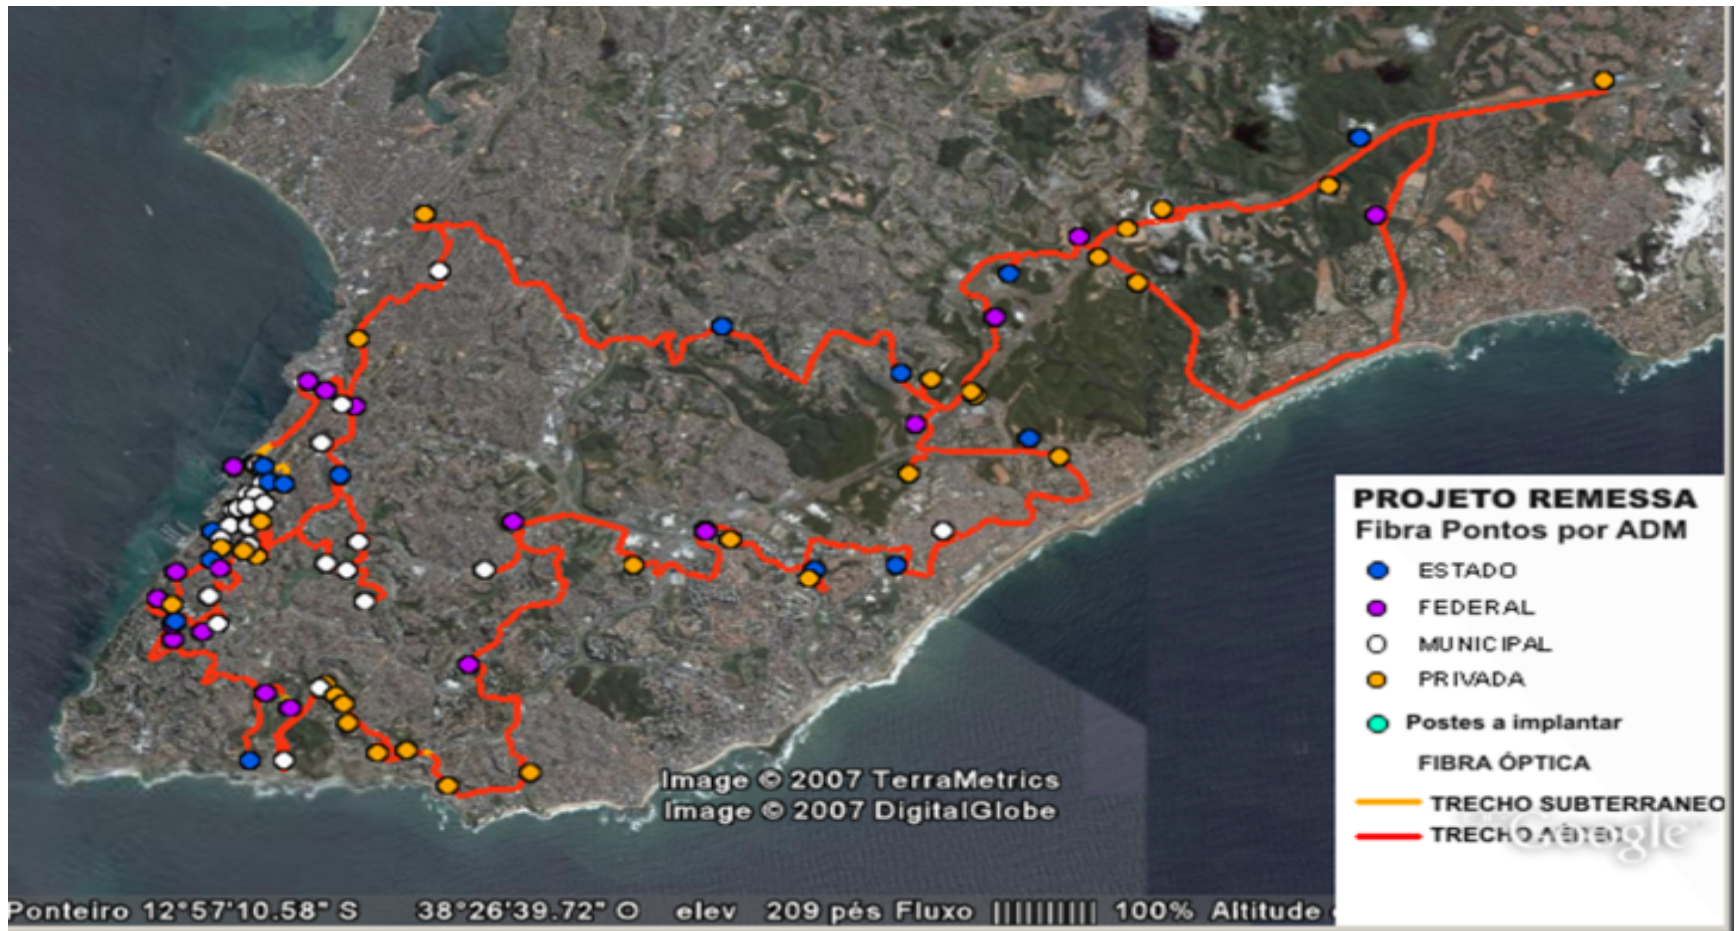 PROJETO REMESSA
Fibra Pontos por ADM
ESTADO
FEDERAL
MUNICIPAL
PRIVADA
Postes a implantar
FIBRA ÓPTICA
TRECHO SUBTERRANEO
TRECHO AÉREO
Google
Image © 2007 TerraMetrics
Image © 2007 DigitalGlobe
Ponteiro 12°57'10.58" S 38°26'39.72" O elev 209 pés Fluxo |||||||||| 100% Altitude